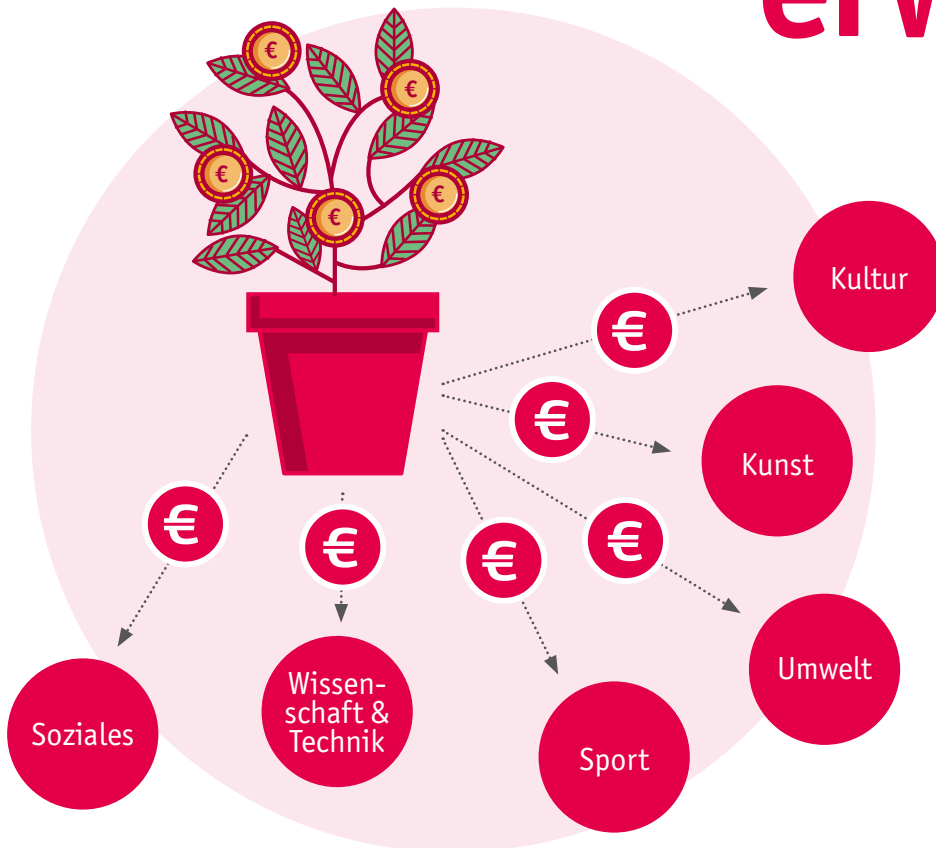 €
€
€
€
€
Kultur
€
€
Kunst
€
€
€
€
Umwelt
Wissen-
schaft &
Technik
Soziales
Sport